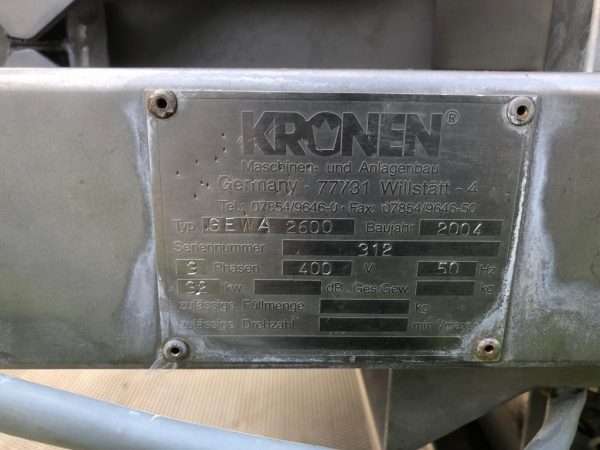 KRONEN®
Maschinen- und Anlagenbau
Germany - 77731 Willstätt - 4
Tel.: 07854/9646-0 · Fax: 07854/9646-50
Typ GEWA 2600 Baujahr 2004
Seriennummer 312
3 Phasen 400 V 50 Hz
kw dB. Ges/Gew. kg
zulässige Füllmenge kg
zulässige Drehzahl min